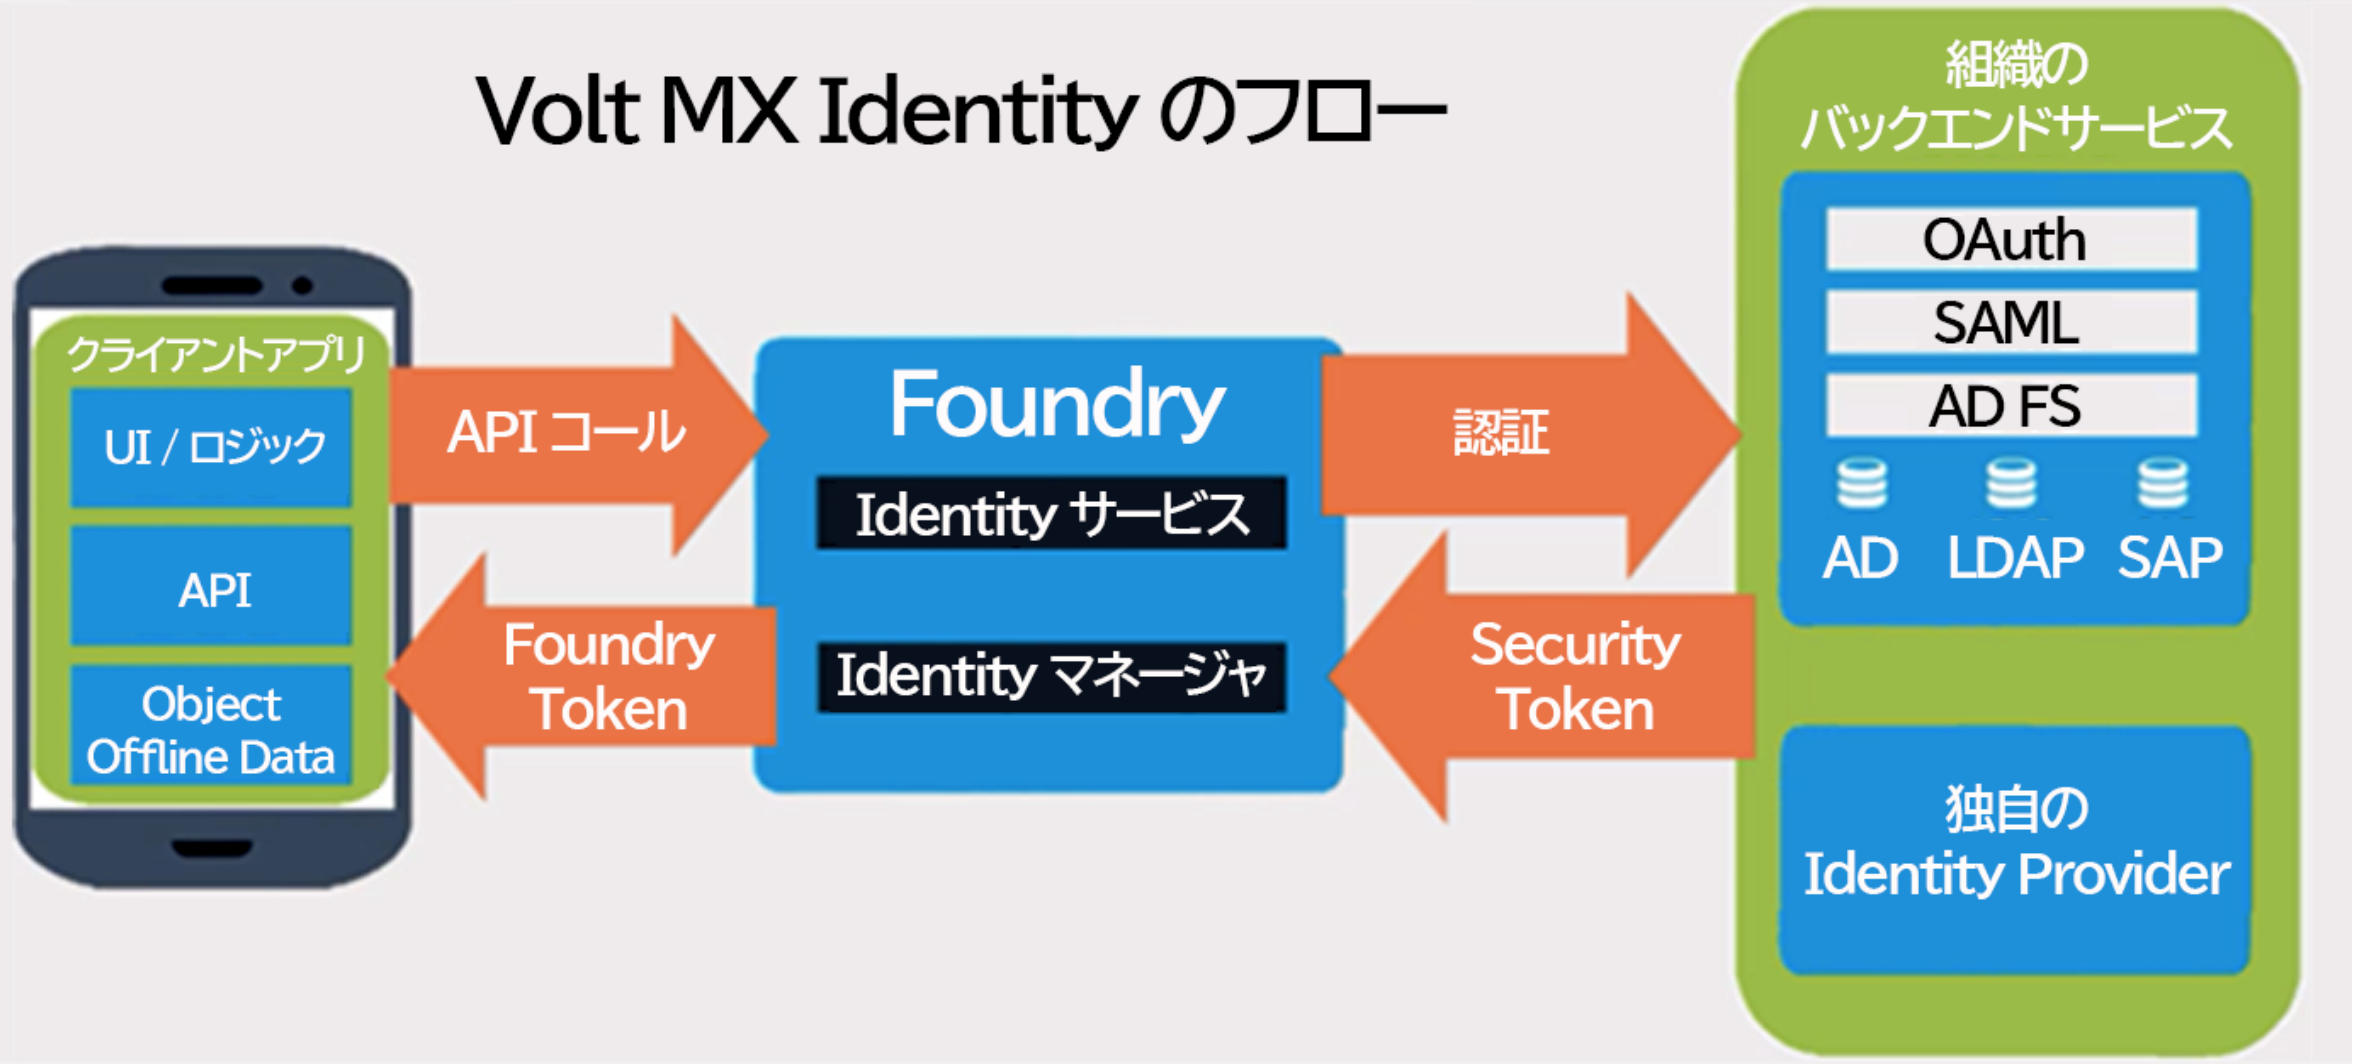 Volt MX Identity のフロー
クライアントアプリ
UI / ロジック
API
Object
Offline Data
API コール
Foundry
Token
Foundry
Identity サービス
Identity マネージャ
認証
Security
Token
組織の
バックエンドサービス
OAuth
SAML
AD FS
AD LDAP SAP
独自の
Identity Provider